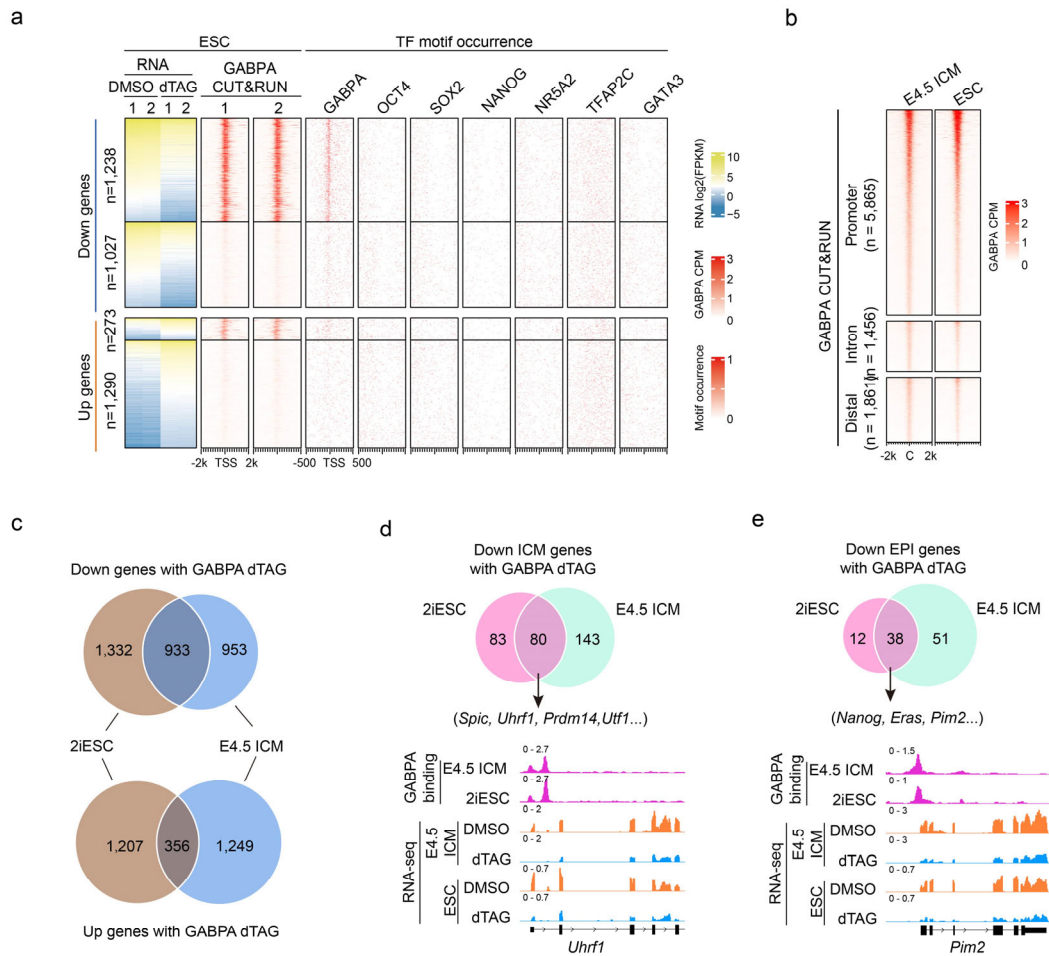 a
ESC
TF motif occurrence
RNA
DMSO dTAG
1 2 1 2
GABPA
CUT&RUN
1 2
GABPA
OCT4
SOX2
NANOG
NR5A2
TFAP2C
GATA3
Down genes
n=1,238
n=1,027
Up genes
n=273
n=1,290
-2k TSS 2k
-500 TSS 500
RNA log2(FPKM)
10
5
0
-5
GABPA CPM
3
2
1
0
Motif occurrence
1
0
b
E4.5 ICM
ESC
GABPA CUT&RUN
Promoter
(n = 5,865)
Intron
(n = 1,456)
Distal
(n = 1,861)
-2k C 2k
GABPA CPM
3
2
1
0
c
Down genes with GABPA dTAG
1,332 933 953
2iESC E4.5 ICM
1,207 356 1,249
Up genes with GABPA dTAG
d
Down ICM genes
with GABPA dTAG
2iESC
E4.5 ICM
83 80 143
(Spic, Uhrf1, Prdm14,Utf1...)
GABPA
binding
E4.5 ICM
0 - 2.7
2iESC
0 - 2.7
RNA-seq
E4.5
ICM
DMSO
0 - 2
dTAG
0 - 2
ESC
DMSO
0 - 0.7
dTAG
0 - 0.7
Uhrf1
e
Down EPI genes
with GABPA dTAG
2iESC
E4.5 ICM
12 38 51
(Nanog, Eras, Pim2...)
GABPA
binding
E4.5 ICM
0 - 1.5
2iESC
0 - 1
RNA-seq
E4.5
ICM
DMSO
0 - 3
dTAG
0 - 3
ESC
DMSO
0 - 0.7
dTAG
0 - 0.7
Pim2